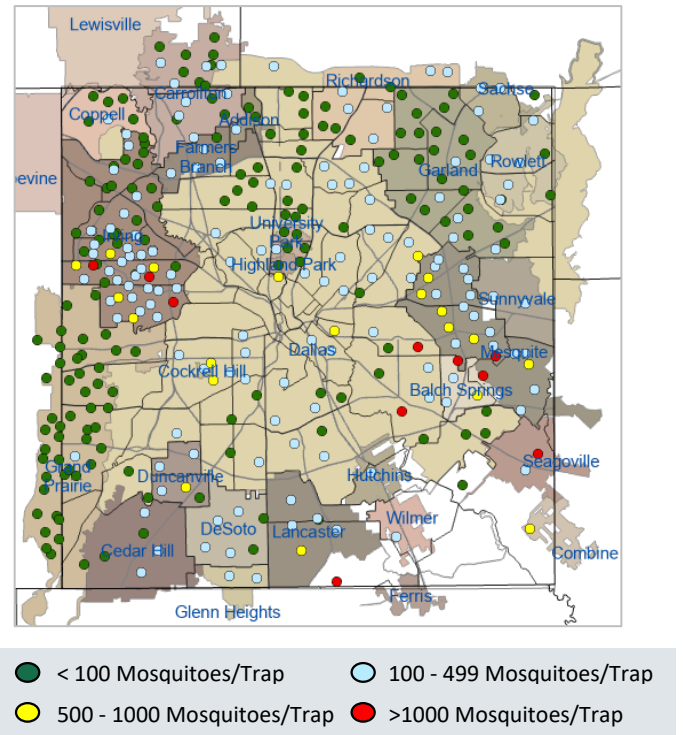 Lewisville
Richardson
Carrollton
Sachse
Coppell
Addison
Farmers
Branch
Garland
Rowlett
evine
University
Park
Irving
Highland Park
Sunnyvale
Dallas
Mesquite
Cockrell Hill
Balch Springs
Grand
Prairie
Duncanville
Hutchins
Seagoville
DeSoto
Lancaster
Wilmer
Cedar Hill
Combine
Glenn Heights
Ferris
< 100 Mosquitoes/Trap
100 - 499 Mosquitoes/Trap
500 - 1000 Mosquitoes/Trap
>1000 Mosquitoes/Trap